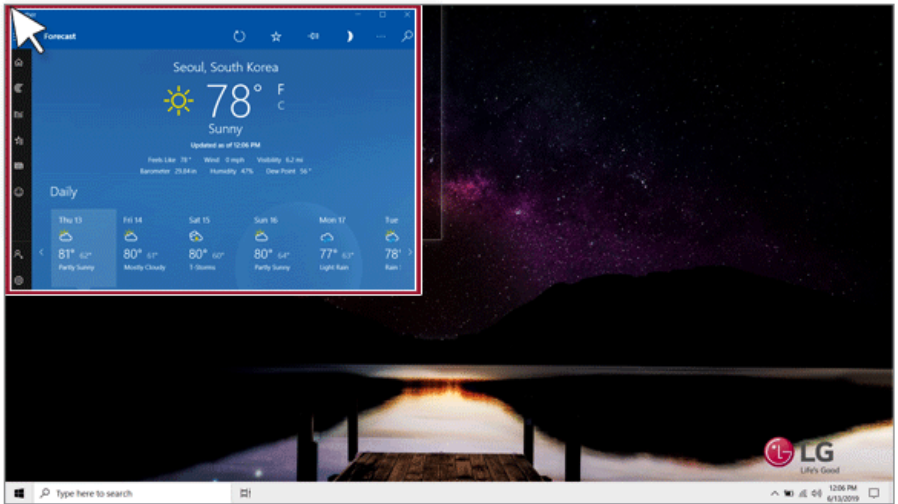 Forecast
Seoul, South Korea
78° F
C
Sunny
Updated as of 12:06 PM
Feels Like 78° Wind 0 mph Visibility 6.2 mi
Barometer 29.84 in Humidity 47% Dew Point 56°
Daily
Thu 13 Fri 14 Sat 15 Sun 16 Mon 17 Tue
81° 62° 80° 61° 80° 60° 80° 64° 77° 63° 78°
Partly Sunny Mostly Cloudy T-Storms Partly Sunny Light Rain Rain
LG
Life's Good
Type here to search
12:06 PM
6/13/2019